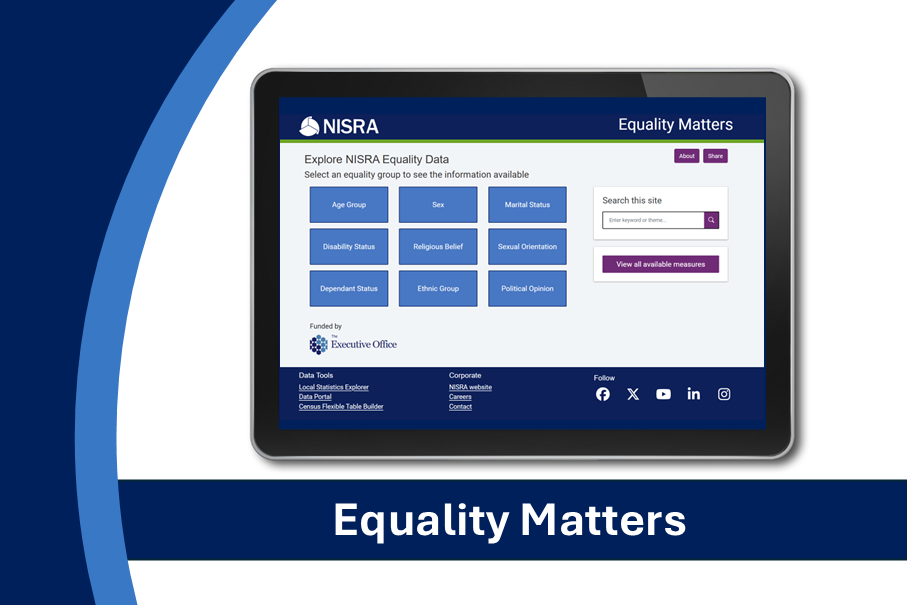 NISRA
Equality Matters
Explore NISRA Equality Data
Select an equality group to see the information available
About
Share
Age Group
Sex
Marital Status
Disability Status
Religious Belief
Sexual Orientation
Dependant Status
Ethnic Group
Political Opinion
Search this site
Enter keyword or theme...
View all available measures
Funded by
The
Executive Office
Data Tools
Local Statistics Explorer
Data Portal
Census Flexible Table Builder
Corporate
NISRA website
Careers
Contact
Follow
Equality Matters